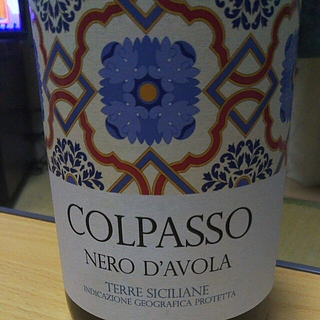 COLPASSO
NERO D'AVOLA
TERRE SICILIANE
INDICAZIONE GEOGRAFICA PROTETTA